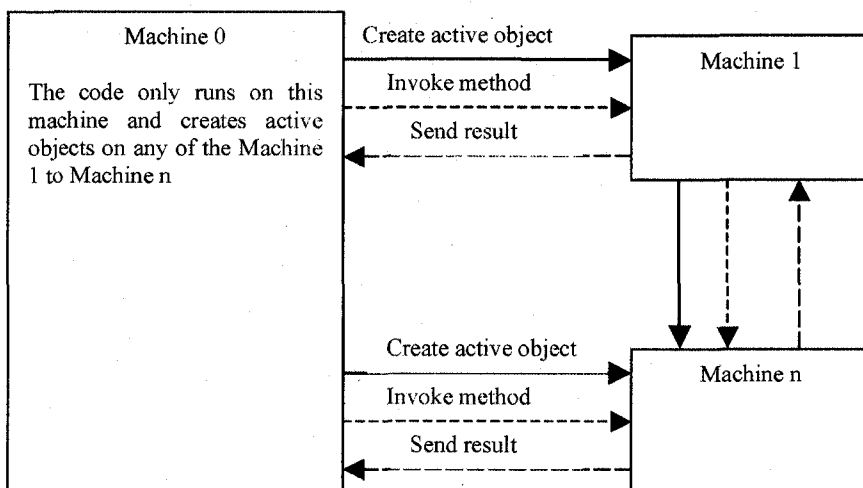 Machine 0
The code only runs on this
machine and creates active
objects on any of the Machine
1 to Machine n
Create active object
Invoke method
Send result
Machine 1
Create active object
Invoke method
Send result
Machine n